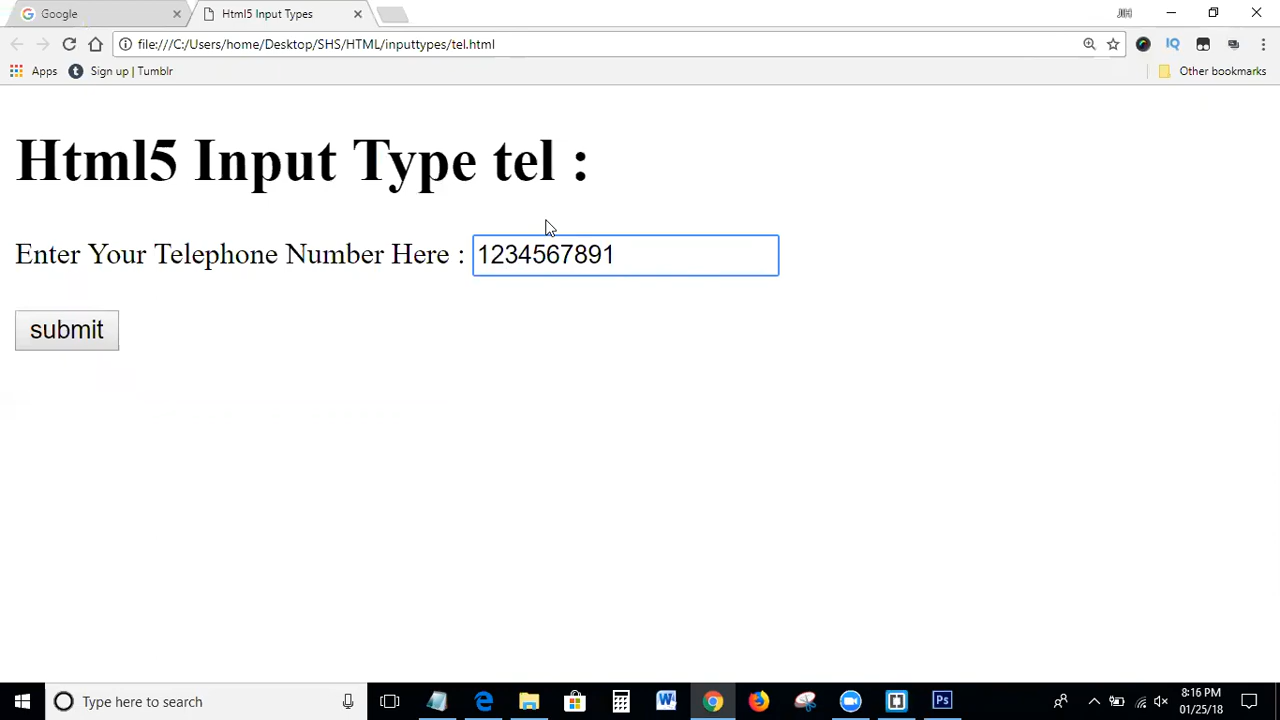 Google
Html5 Input Types
JIH
file:///C:/Users/home/Desktop/SHS/HTML/inputtypes/tel.html
IQ
Apps
Sign up | Tumblr
Other bookmarks
Html5 Input Type tel :
Enter Your Telephone Number Here : 1234567891
submit
Type here to search
8:16 PM
01/25/18